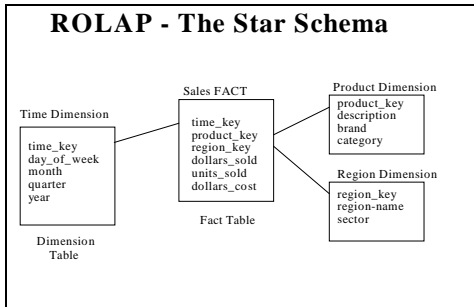 ROLAP - The Star Schema
Time Dimension
time_key
day_of_week
month
quarter
year
Dimension
Table
Sales FACT
time_key
product_key
region_key
dollars_sold
units_sold
dollars_cost
Fact Table
Product Dimension
product_key
description
brand
category
Region Dimension
region_key
region-name
sector